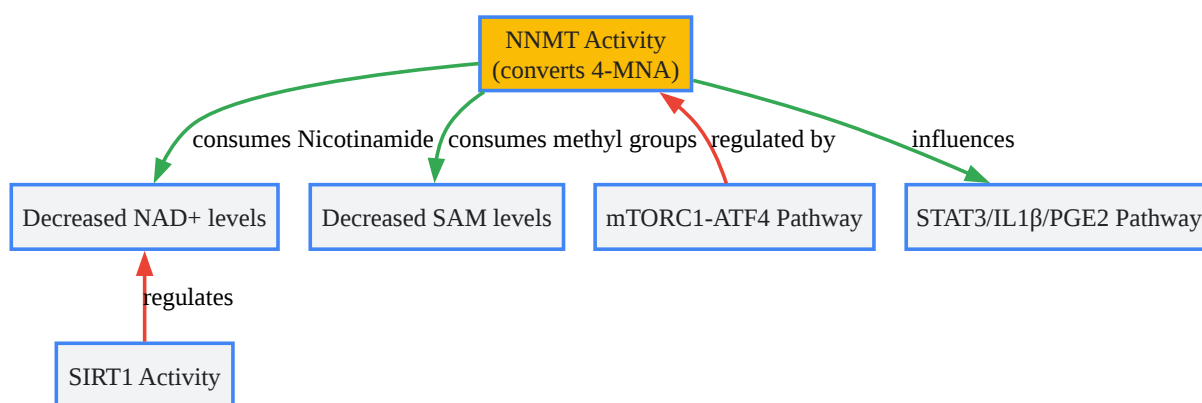 NNMT Activity
(converts 4-MNA)
consumes Nicotinamide
consumes methyl groups
regulated by
influences
Decreased NAD+ levels
Decreased SAM levels
mTORC1-ATF4 Pathway
STAT3/IL1β/PGE2 Pathway
regulates
SIRT1 Activity